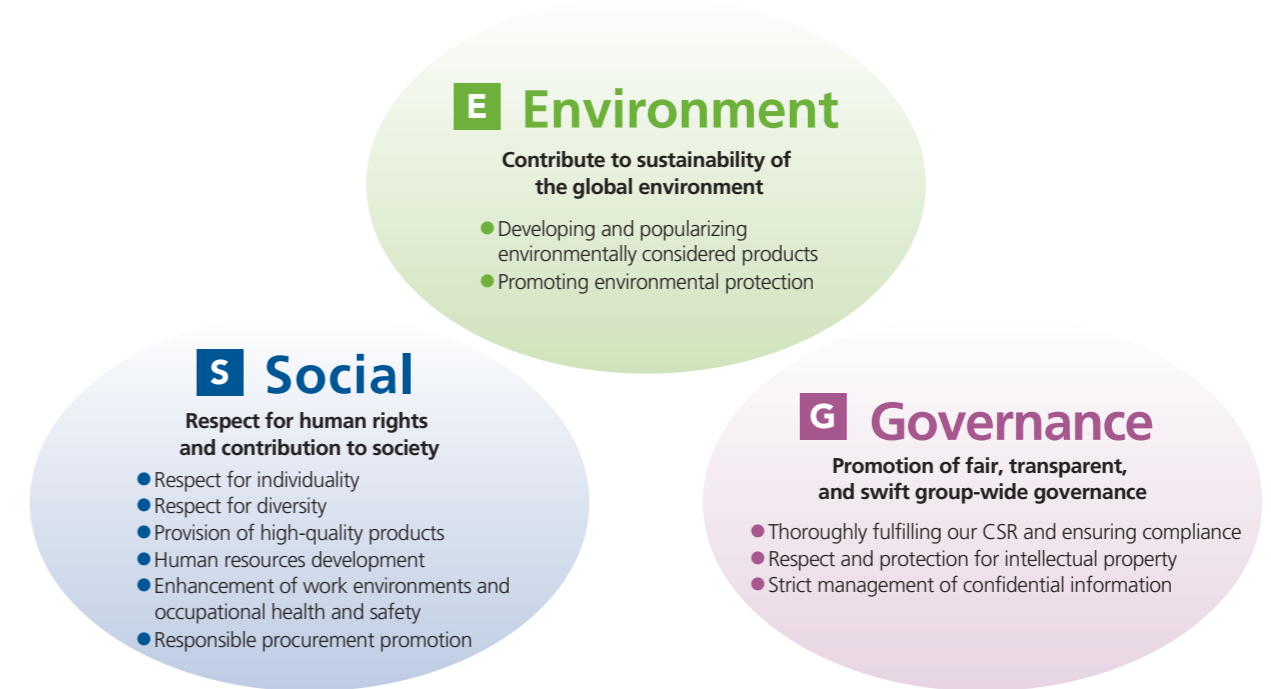 E Environment
Contribute to sustainability of
the global environment
● Developing and popularizing
environmentally considered products
● Promoting environmental protection
S Social
Respect for human rights
and contribution to society
● Respect for individuality
● Respect for diversity
● Provision of high-quality products
● Human resources development
● Enhancement of work environments and
occupational health and safety
● Responsible procurement promotion
G Governance
Promotion of fair, transparent,
and swift group-wide governance
● Thoroughly fulfilling our CSR and ensuring compliance
● Respect and protection for intellectual property
● Strict management of confidential information